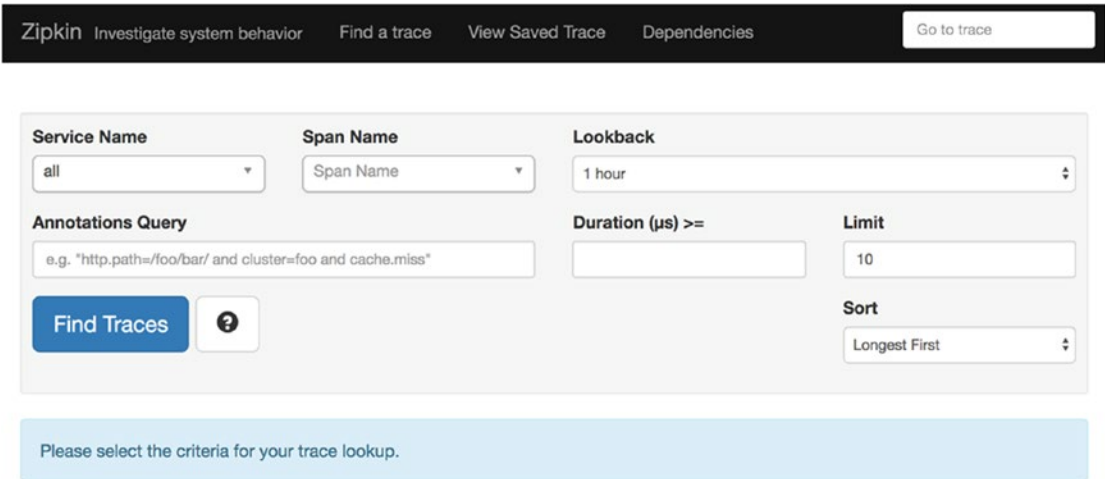 Zipkin Investigate system behavior Find a trace View Saved Trace Dependencies Go to trace
Service Name Span Name Lookback
all Span Name 1 hour
Annotations Query Duration (µs) >= Limit
e.g. "http.path=/foo/bar/ and cluster=foo and cache.miss" 10
Find Traces ? Sort
Longest First
Please select the criteria for your trace lookup.